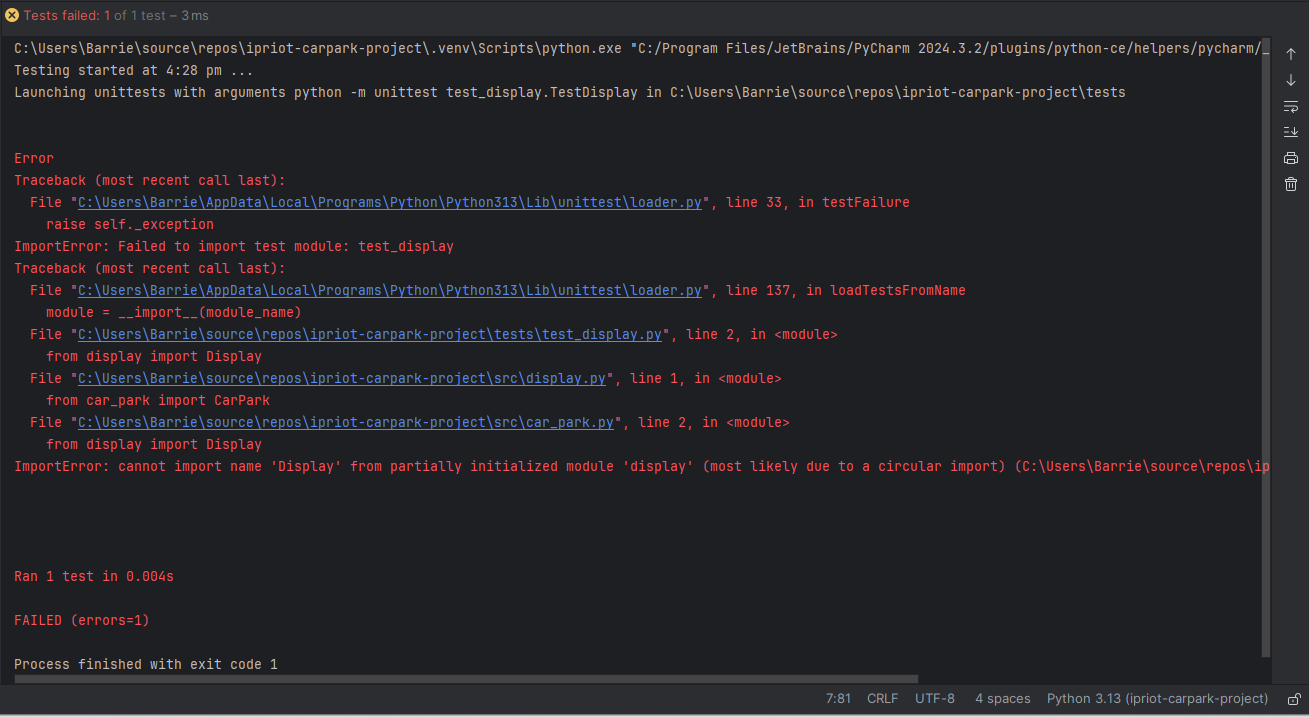 Tests failed: 1 of 1 test – 3 ms
C:\Users\Barrie\source\repos\ipriot-carpark-project\.venv\Scripts\python.exe "C:/Program Files/JetBrains/PyCharm 2024.3.2/plugins/python-ce/helpers/pycharm/_
Testing started at 4:28 pm ...
Launching unittests with arguments python -m unittest test_display.TestDisplay in C:\Users\Barrie\source\repos\ipriot-carpark-project\tests
Error
Traceback (most recent call last):
  File "C:\Users\Barrie\AppData\Local\Programs\Python\Python313\Lib\unittest\loader.py", line 33, in testFailure
    raise self._exception
ImportError: Failed to import test module: test_display
Traceback (most recent call last):
  File "C:\Users\Barrie\AppData\Local\Programs\Python\Python313\Lib\unittest\loader.py", line 137, in loadTestsFromName
    module = __import__(module_name)
  File "C:\Users\Barrie\source\repos\ipriot-carpark-project\tests\test_display.py", line 2, in <module>
    from display import Display
  File "C:\Users\Barrie\source\repos\ipriot-carpark-project\src\display.py", line 1, in <module>
    from car_park import CarPark
  File "C:\Users\Barrie\source\repos\ipriot-carpark-project\src\car_park.py", line 2, in <module>
    from display import Display
ImportError: cannot import name 'Display' from partially initialized module 'display' (most likely due to a circular import) (C:\Users\Barrie\source\repos\ip
Ran 1 test in 0.004s
FAILED (errors=1)
Process finished with exit code 1
7:81 CRLF UTF-8 4 spaces Python 3.13 (ipriot-carpark-project)